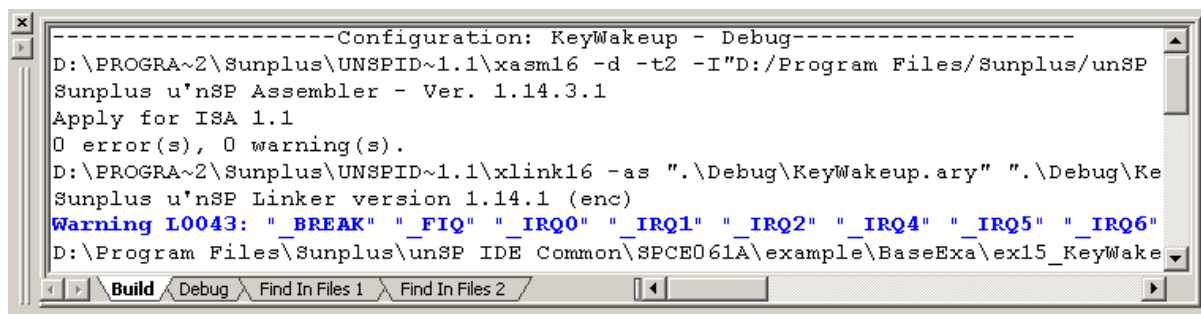 --------------------Configuration: KeyWakeup - Debug--------------------
D:\PROGRA~2\Sunplus\UNSPID~1.1\xasm16 -d -t2 -I"D:/Program Files/Sunplus/unSP
Sunplus u'nSP Assembler - Ver. 1.14.3.1
Apply for ISA 1.1
0 error(s), 0 warning(s).
D:\PROGRA~2\Sunplus\UNSPID~1.1\xlink16 -as ".\Debug\KeyWakeup.ary" ".\Debug\Ke
Sunplus u'nSP Linker version 1.14.1 (enc)
Warning L0043: "_BREAK" "_FIQ" "_IRQ0" "_IRQ1" "_IRQ2" "_IRQ4" "_IRQ5" "_IRQ6"
D:\Program Files\Sunplus\unSP IDE Common\SPCE061A\example\BaseExa\ex15_KeyWake
Build Debug Find In Files 1 Find In Files 2